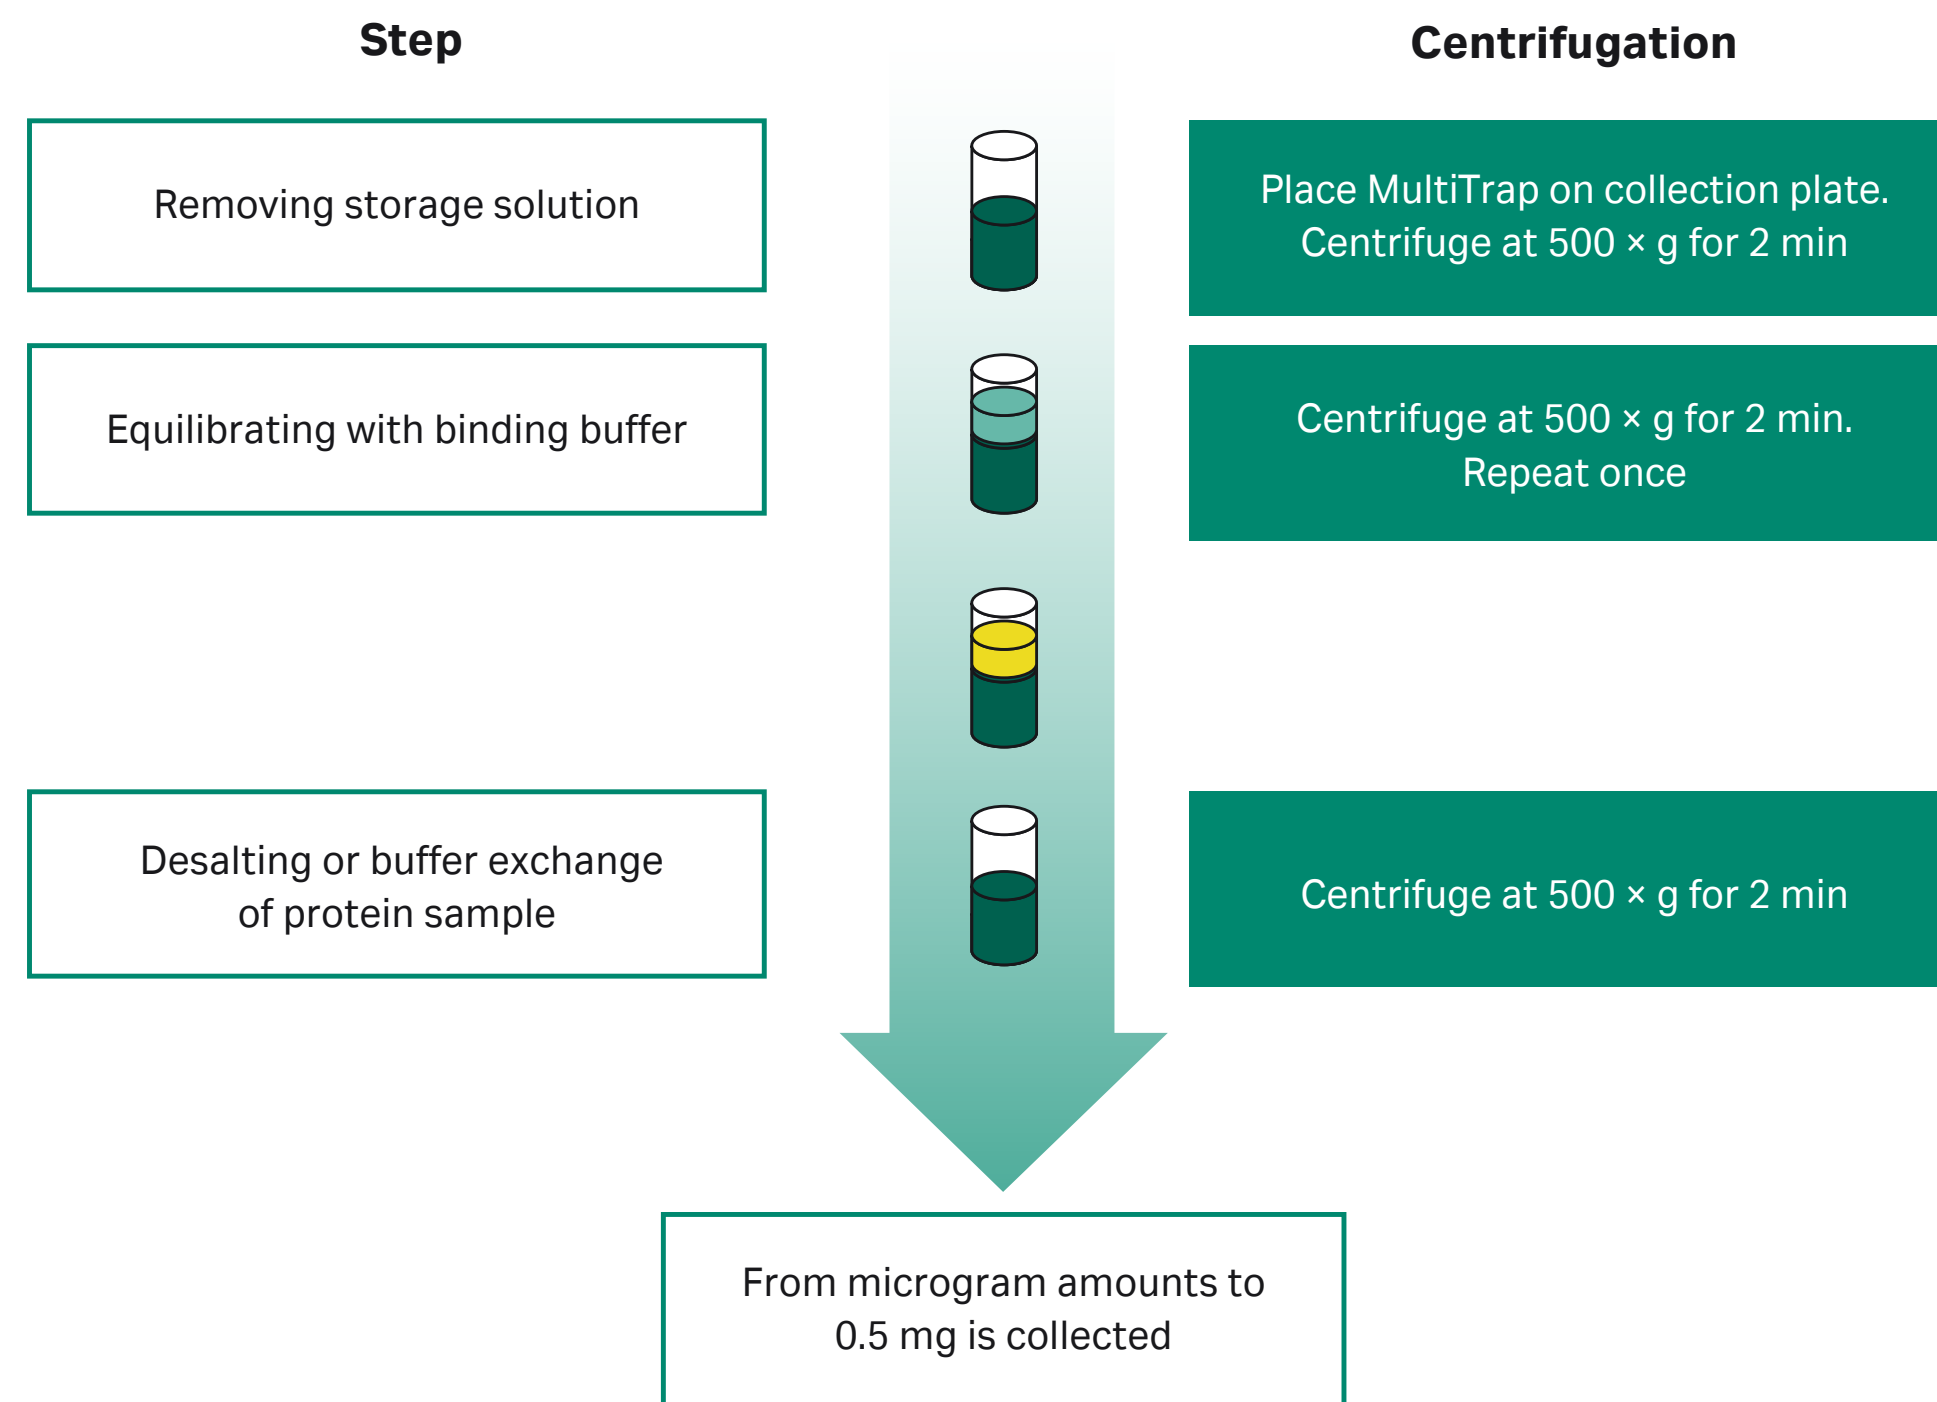 Step
Centrifugation
Removing storage solution
Place MultiTrap on collection plate.
Centrifuge at 500 × g for 2 min
Equilibrating with binding buffer
Centrifuge at 500 × g for 2 min.
Repeat once
Desalting or buffer exchange
of protein sample
Centrifuge at 500 × g for 2 min
From microgram amounts to
0.5 mg is collected